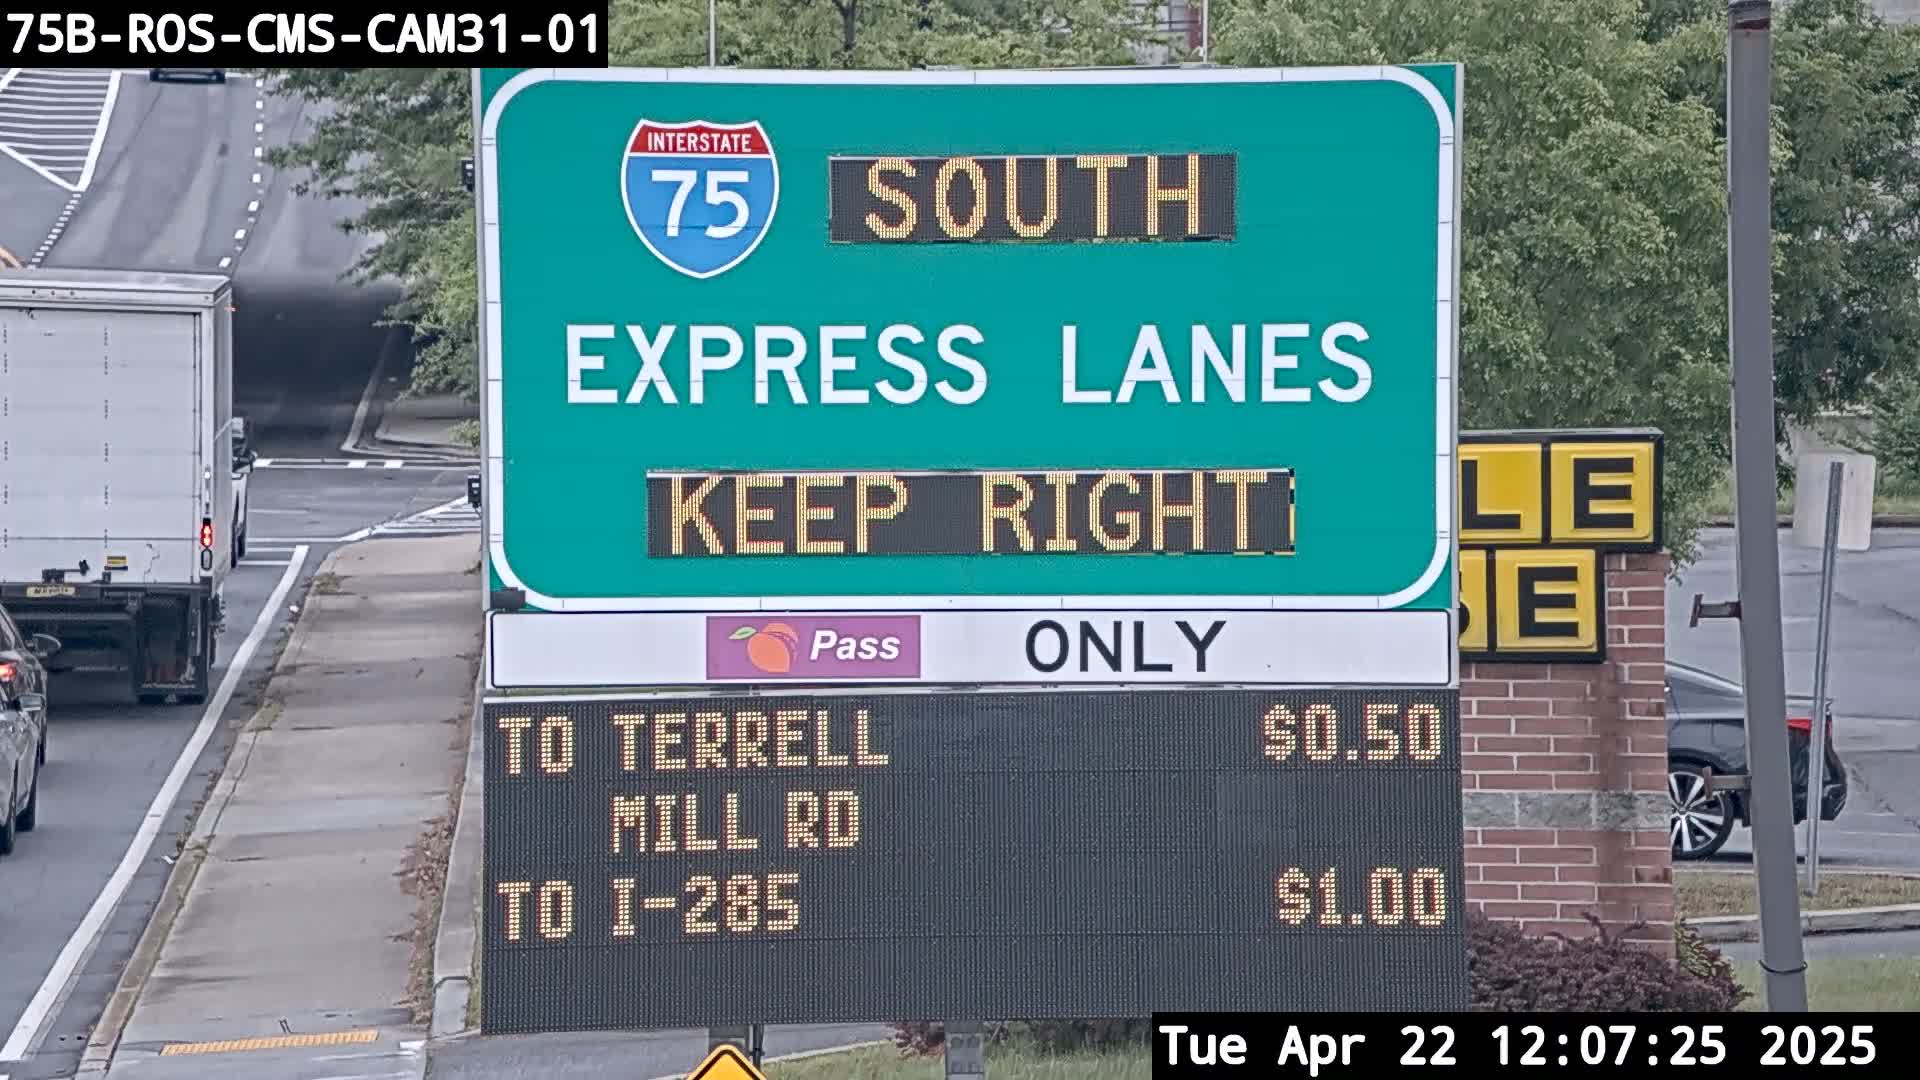 75B-ROS-CMS-CAM31-01
INTERSTATE
75
SOUTH
EXPRESS LANES
KEEP RIGHT
Pass ONLY
LE
E
TO TERRELL $0.50
MILL RD
TO I-285 $1.00
Tue Apr 22 12:07:25 2025